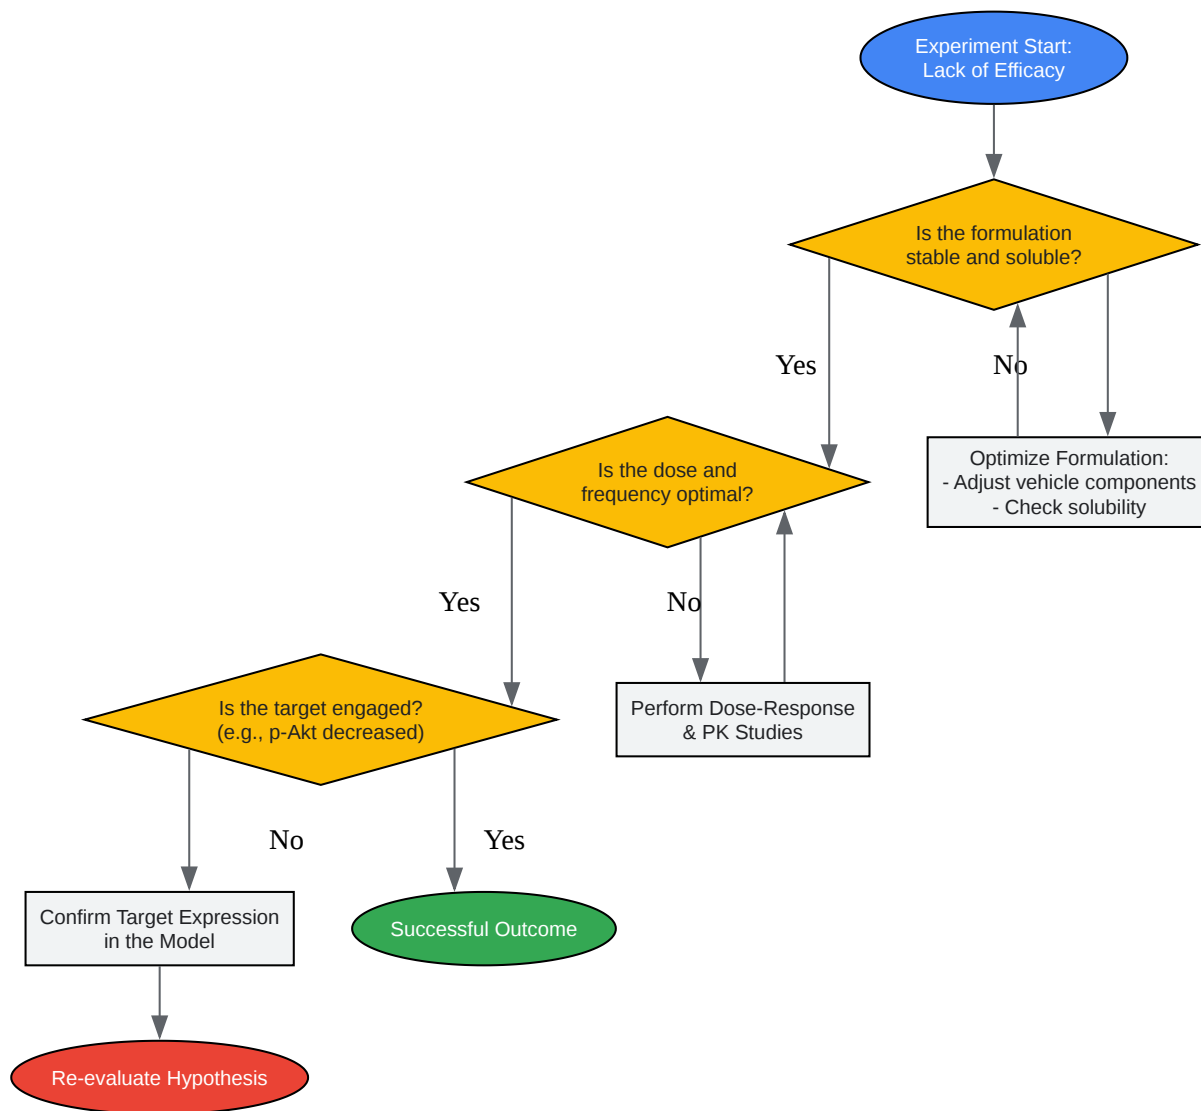 Experiment Start:
Lack of Efficacy
Is the formulation
stable and soluble?
Yes
No
Optimize Formulation:
- Adjust vehicle components
- Check solubility
Is the dose and
frequency optimal?
Yes
No
Perform Dose-Response
& PK Studies
Is the target engaged?
(e.g., p-Akt decreased)
No
Yes
Confirm Target Expression
in the Model
Successful Outcome
Re-evaluate Hypothesis